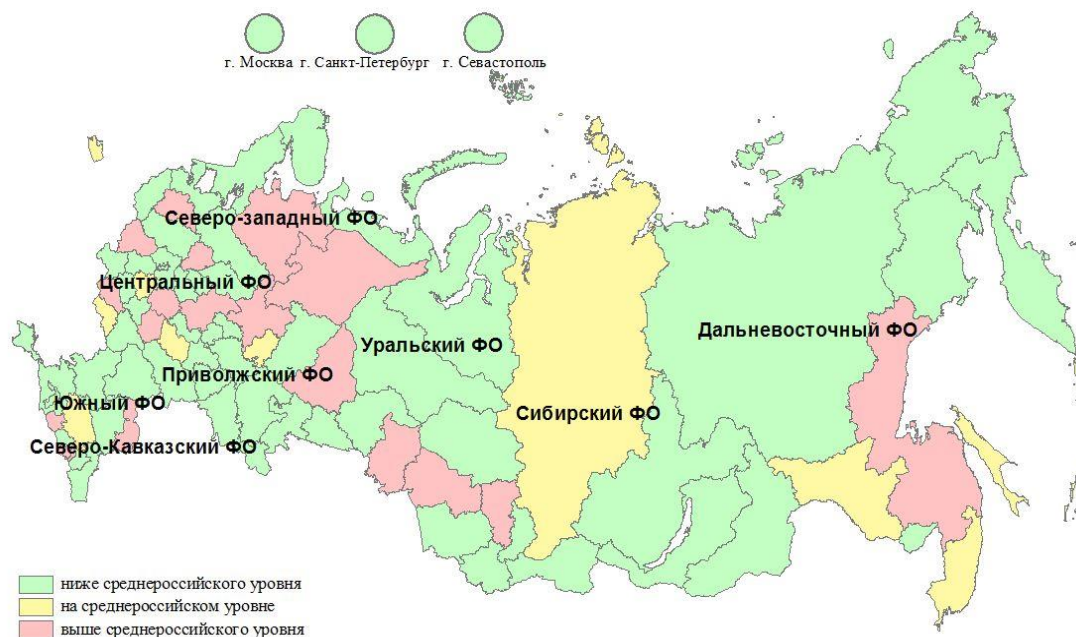 г. Москва г. Санкт-Петербург г. Севастополь
Северо-западный ФО
Центральный ФО
Дальневосточный ФО
Уральский ФО
Приволжский ФО
Южный ФО
Сибирский ФО
Северо-Кавказский ФО
ниже среднероссийского уровня
на среднероссийском уровне
выше среднероссийского уровня